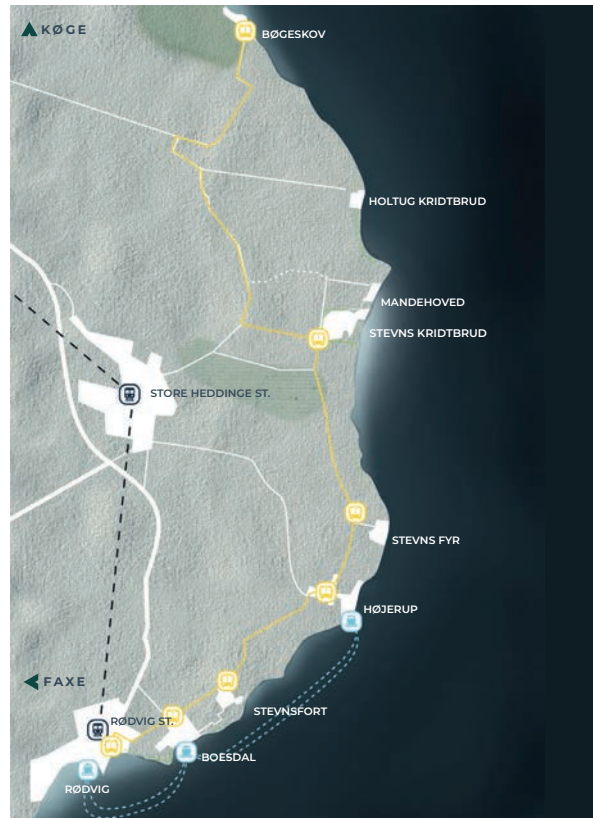 KØGE
BØGESKOV
HOLTUG KRIDTBRUD
MANDEHOVED
STEVNS KRIDTBRUD
STORE HEDDINGE ST.
STEVNS FYR
HØJERUP
FAXE
STEVNSFORT
RØDVIG ST.
BOESDAL
RØDVIG